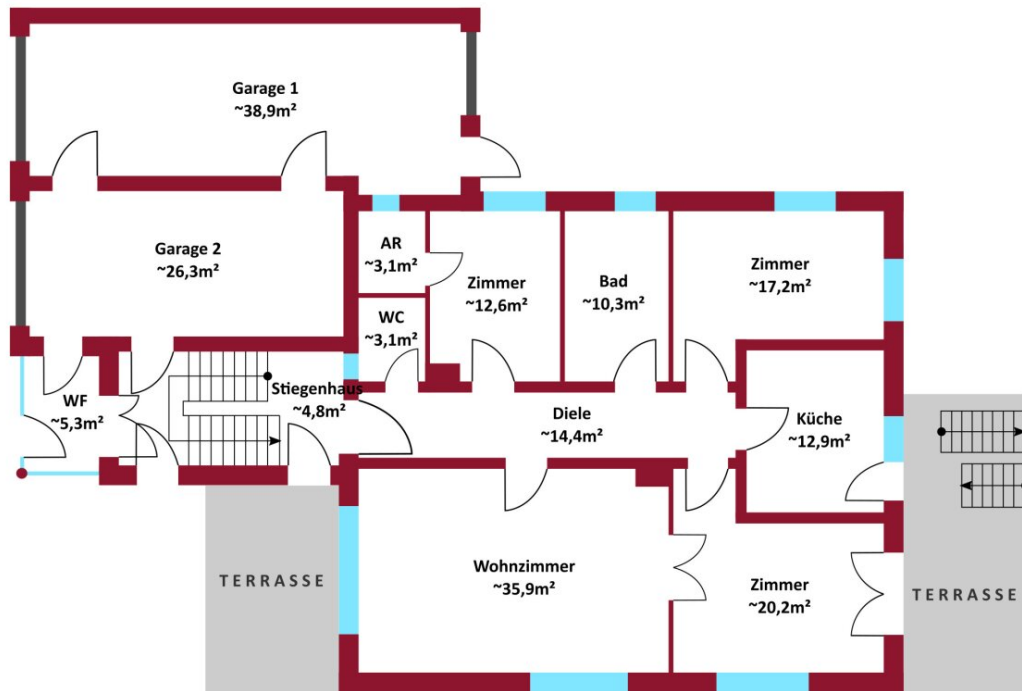 Garage 1
~38,9m²
Garage 2
~26,3m²
AR
~3,1m²
Zimmer
~12,6m²
Bad
~10,3m²
Zimmer
~17,2m²
WC
~3,1m²
WF
~5,3m²
Stiegenhaus
~4,8m²
Diele
~14,4m²
Küche
~12,9m²
Wohnzimmer
~35,9m²
Zimmer
~20,2m²
TERRASSE
TERRASSE